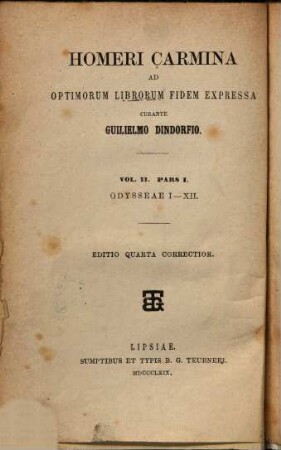 HOMERI CARMINA
AD
OPTIMORUM LIBRORUM FIDEM EXPRESSA
CURANTE
GUILIELMO DINDORFIO.
VOL. II. PARS I.
ODYSSEAE I—XII.
EDITIO QUARTA CORRECTIOR.
BTG
LIPSIAE.
SUMPTIBUS ET TYPIS B. G. TEUBNERI.
MDCCCLXIX.